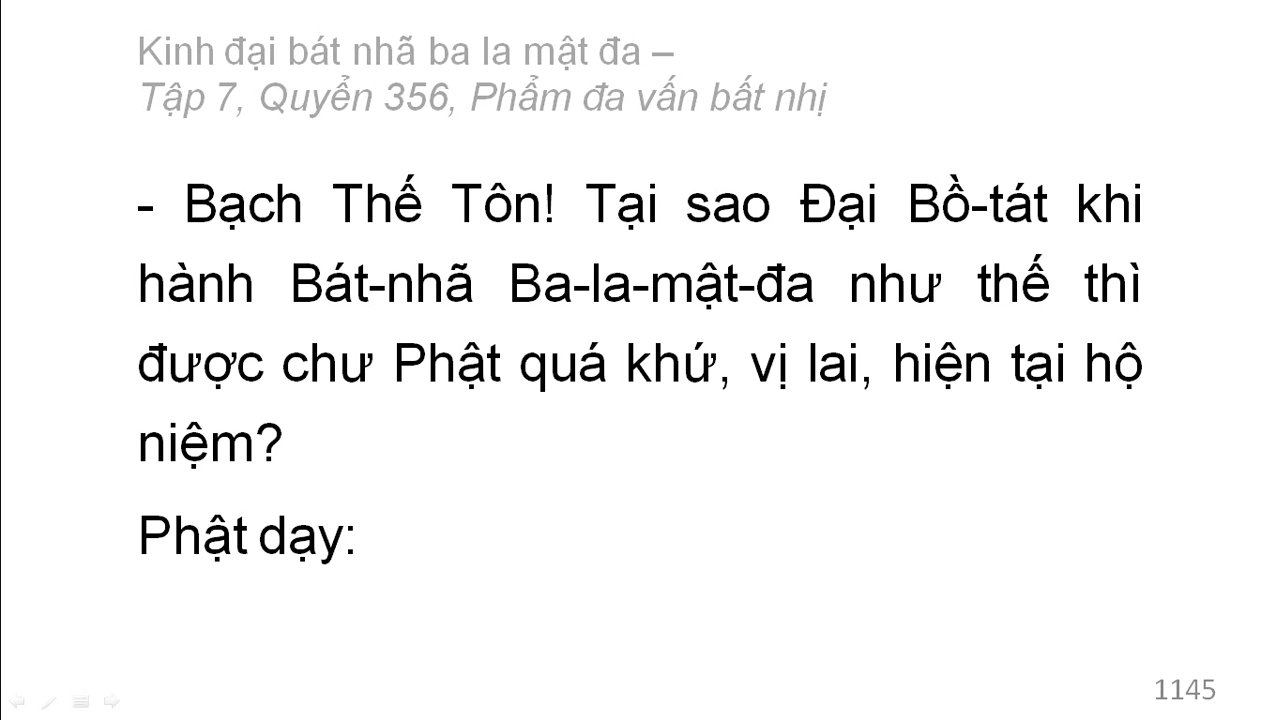 Kinh đại bát nhã ba la mật đa –
Tập 7, Quyển 356, Phẩm đa vấn bất nhị
- Bạch Thế Tôn! Tại sao Đại Bồ-tát khi
hành Bát-nhã Ba-la-mật-đa như thế thì
được chư Phật quá khứ, vị lai, hiện tại hộ
niệm?
Phật dạy:
1145